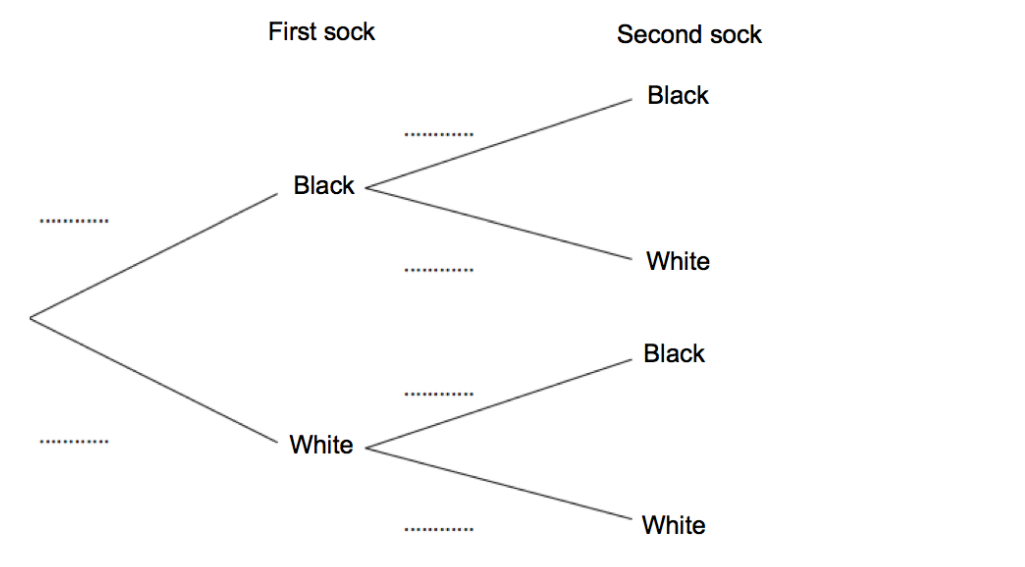 First sock
Second sock
Black
............
Black
............
............
White
Black
............
............
White
............
White